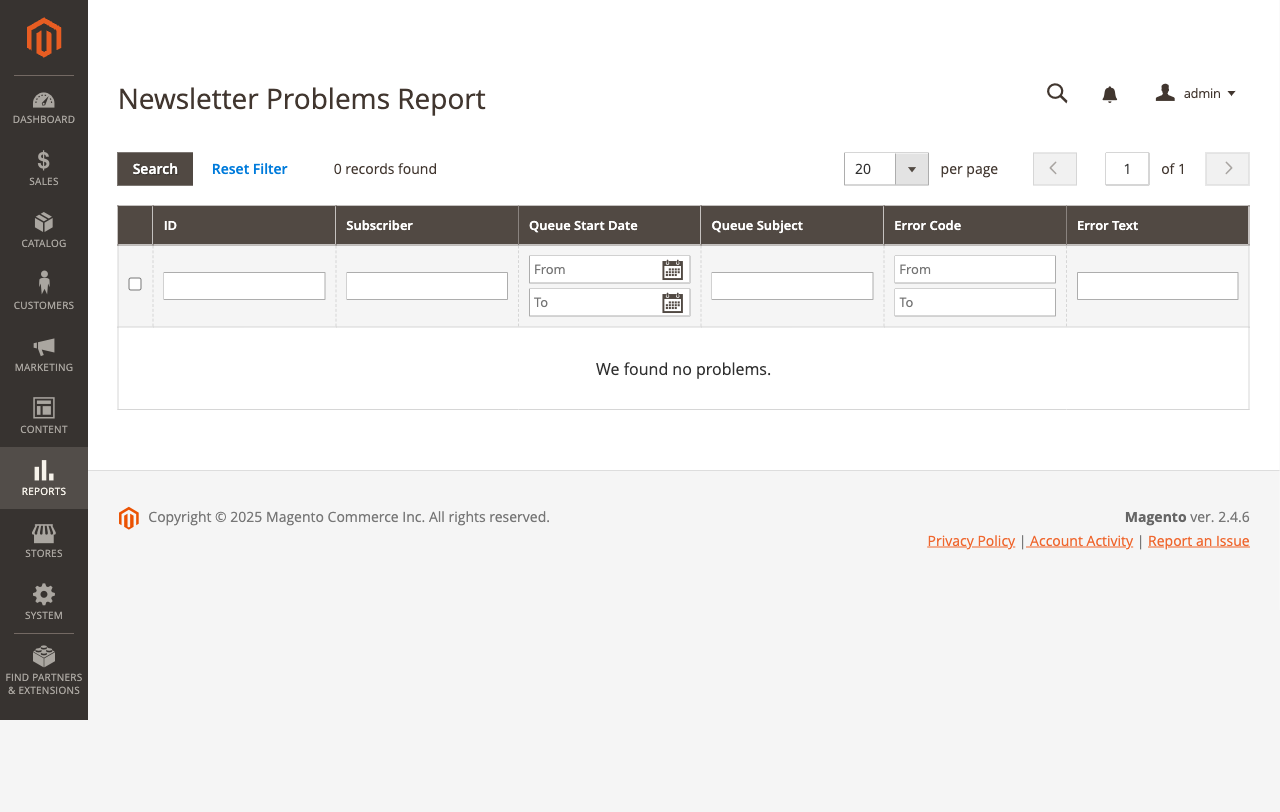 Newsletter Problems Report
admin
Search
Reset Filter
0 records found
20
per page
1
of 1
ID
Subscriber
Queue Start Date
Queue Subject
Error Code
Error Text
From
To
From
To
We found no problems.
DASHBOARD
SALES
CATALOG
CUSTOMERS
MARKETING
CONTENT
REPORTS
STORES
SYSTEM
FIND PARTNERS
& EXTENSIONS
Copyright © 2025 Magento Commerce Inc. All rights reserved.
Magento ver. 2.4.6
Privacy Policy | Account Activity | Report an Issue